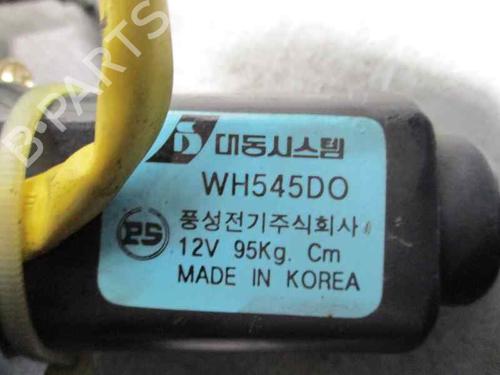 대동시스템
WH545DO
풍성전기주식회사
PS
12V 95Kg. Cm
MADE IN KOREA
B-PARTS